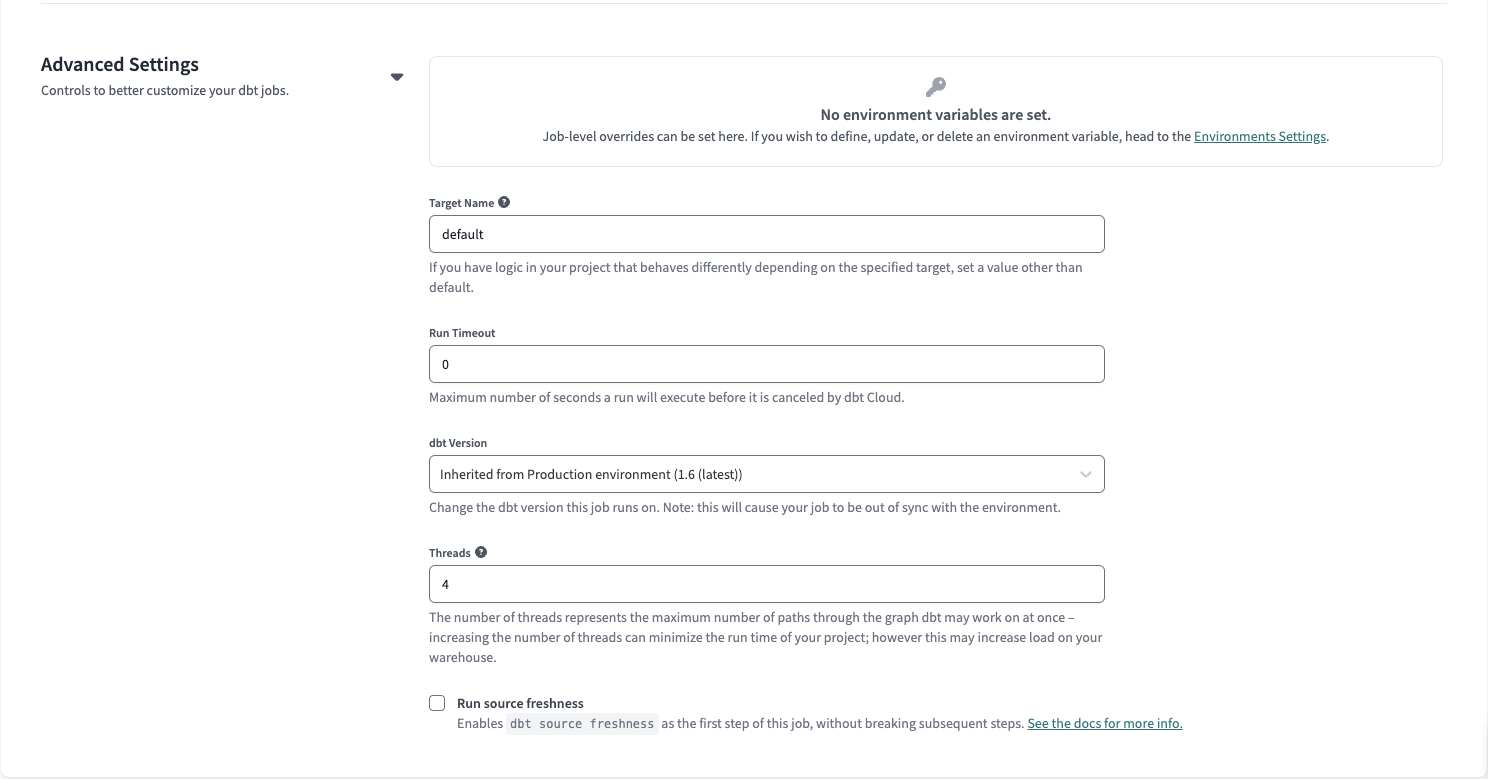 Advanced Settings
Controls to better customize your dbt jobs.
No environment variables are set.
Job-level overrides can be set here. If you wish to define, update, or delete an environment variable, head to the Environments Settings.
Target Name ?
default
If you have logic in your project that behaves differently depending on the specified target, set a value other than
default.
Run Timeout
0
Maximum number of seconds a run will execute before it is canceled by dbt Cloud.
dbt Version
Inherited from Production environment (1.6 (latest))
Change the dbt version this job runs on. Note: this will cause your job to be out of sync with the environment.
Threads ?
4
The number of threads represents the maximum number of paths through the graph dbt may work on at once –
increasing the number of threads can minimize the run time of your project; however this may increase load on your
warehouse.
Run source freshness
Enables dbt source freshness as the first step of this job, without breaking subsequent steps. See the docs for more info.